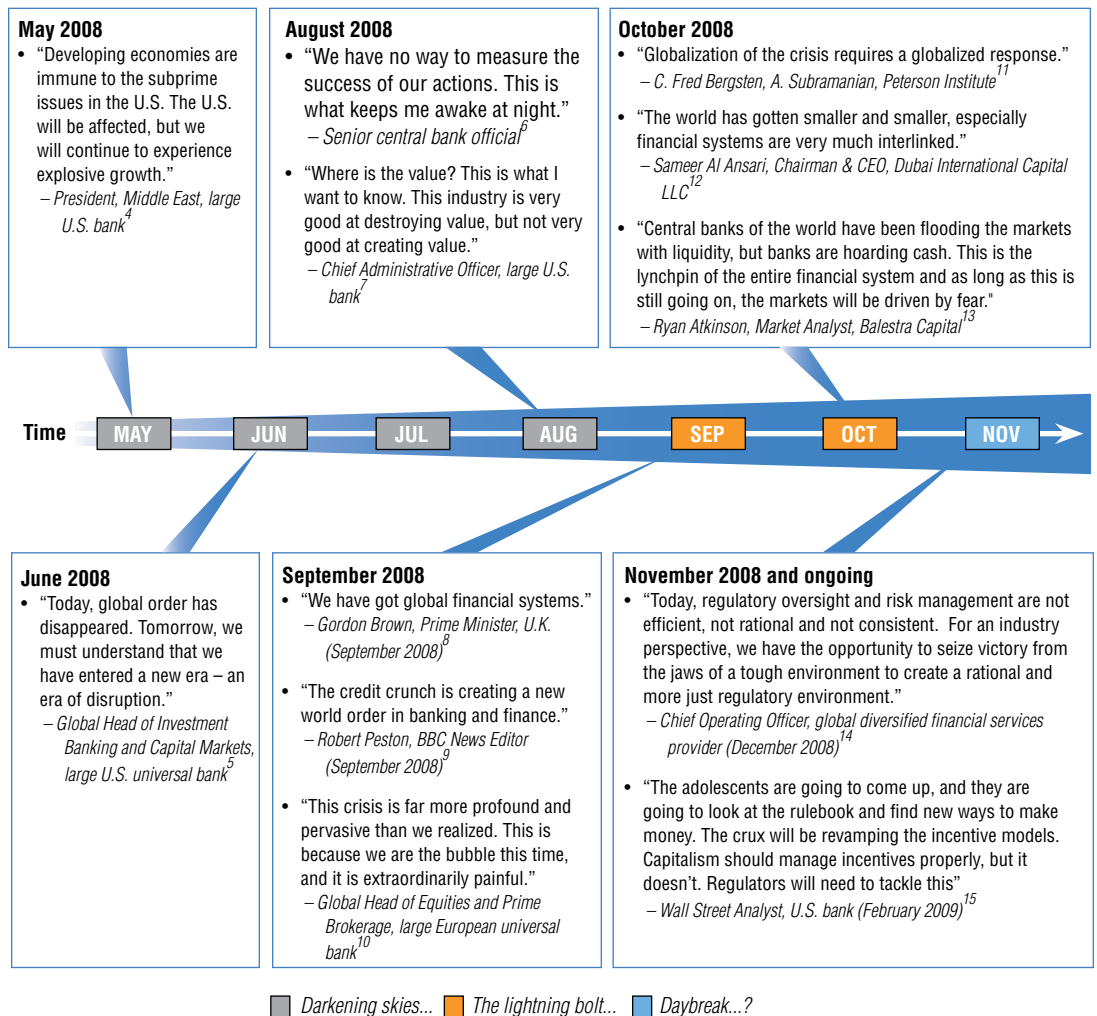 May 2008
• “Developing economies are
immune to the subprime
issues in the U.S. The U.S.
will be affected, but we
will continue to experience
explosive growth.”
– President, Middle East, large
U.S. bank4
August 2008
• “We have no way to measure the
success of our actions. This is
what keeps me awake at night.”
– Senior central bank official6
• “Where is the value? This is what I
want to know. This industry is very
good at destroying value, but not very
good at creating value.”
– Chief Administrative Officer, large U.S.
bank7
October 2008
• “Globalization of the crisis requires a globalized response.”
– C. Fred Bergsten, A. Subramanian, Peterson Institute11
• “The world has gotten smaller and smaller, especially
financial systems are very much interlinked.”
– Sameer Al Ansari, Chairman & CEO, Dubai International Capital
LLC12
• “Central banks of the world have been flooding the markets
with liquidity, but banks are hoarding cash. This is the
lynchpin of the entire financial system and as long as this is
still going on, the markets will be driven by fear."
– Ryan Atkinson, Market Analyst, Balestra Capital13
Time MAY JUN JUL AUG SEP OCT NOV
June 2008
• “Today, global order has
disappeared. Tomorrow, we
must understand that we
have entered a new era – an
era of disruption.”
– Global Head of Investment
Banking and Capital Markets,
large U.S. universal bank5
September 2008
• “We have got global financial systems.”
– Gordon Brown, Prime Minister, U.K.
(September 2008)8
• “The credit crunch is creating a new
world order in banking and finance.”
– Robert Peston, BBC News Editor
(September 2008)9
• “This crisis is far more profound and
pervasive than we realized. This is
because we are the bubble this time,
and it is extraordinarily painful.”
– Global Head of Equities and Prime
Brokerage, large European universal
bank10
November 2008 and ongoing
• “Today, regulatory oversight and risk management are not
efficient, not rational and not consistent. For an industry
perspective, we have the opportunity to seize victory from
the jaws of a tough environment to create a rational and
more just regulatory environment.”
– Chief Operating Officer, global diversified financial services
provider (December 2008)14
• “The adolescents are going to come up, and they are
going to look at the rulebook and find new ways to make
money. The crux will be revamping the incentive models.
Capitalism should manage incentives properly, but it
doesn’t. Regulators will need to tackle this”
– Wall Street Analyst, U.S. bank (February 2009)15
Darkening skies... The lightning bolt... Daybreak...?